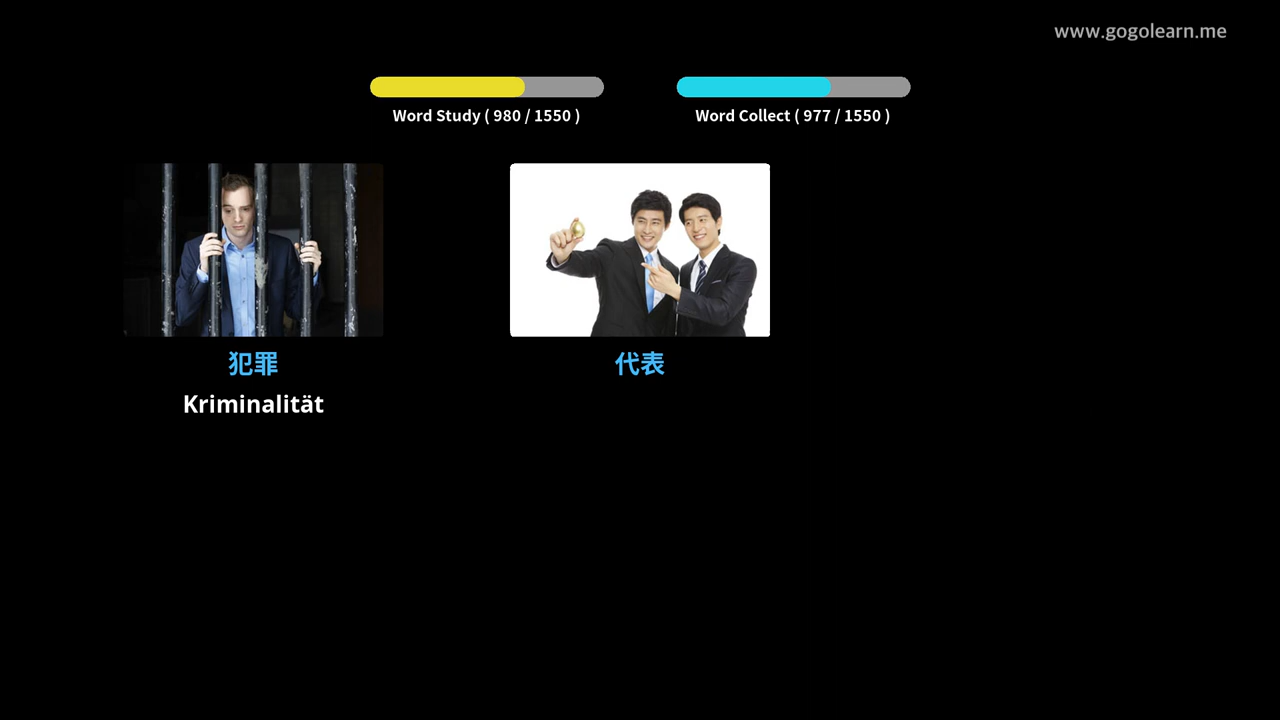 www.gogolearn.me
Word Study ( 980 / 1550 )
Word Collect ( 977 / 1550 )
犯罪
代表
Kriminalität